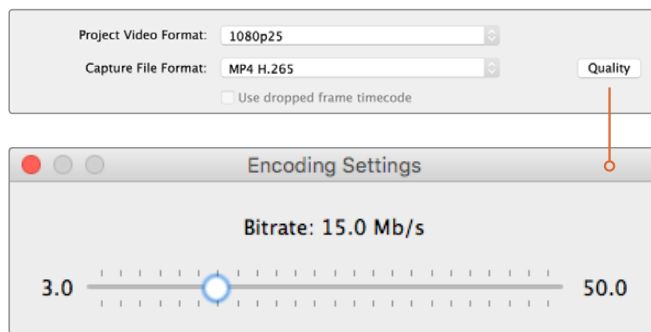 Project Video Format: 1080p25
Capture File Format: MP4 H.265 Quality
Use dropped frame timecode
Encoding Settings
Bitrate: 15.0 Mb/s
3.0 50.0